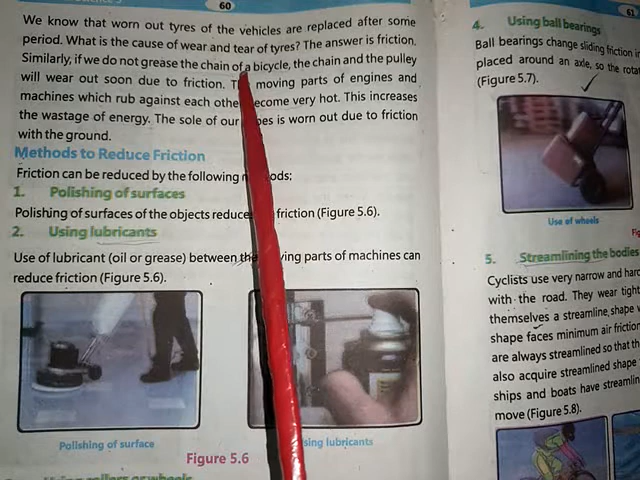 60
We know that worn out tyres of the vehicles are replaced after some
period. What is the cause of wear and tear of tyres? The answer is friction.
Similarly, if we do not grease the chain of a bicycle, the chain and the pulley
will wear out soon due to friction. moving parts of engines and
machines which rub against each other become very hot. This increases
the wastage of energy. The sole of our is worn out due to friction
with the ground.
Methods to Reduce Friction
Friction can be reduced by the following
1. Polishing of surfaces
Polishing of surfaces of the objects reduce friction (Figure 5.6).
2. Using lubricants
Use of lubricant (oil or grease) between the moving parts of machines can
reduce friction (Figure 5.6).
Polishing of surface
Using lubricants
Figure 5.6
61
4. Using ball bearings
Ball bearings change sliding friction
placed around an axle, so the
(Figure 5.7).
Use of wheels
5. Streamlining the bodies
Cyclists use very narrow and
with the road. They wear
themselves a streamline shape
shape faces minimum air
are always streamlined so that
also acquire streamlined shape
ships and boats have
move (Figure 5.8).